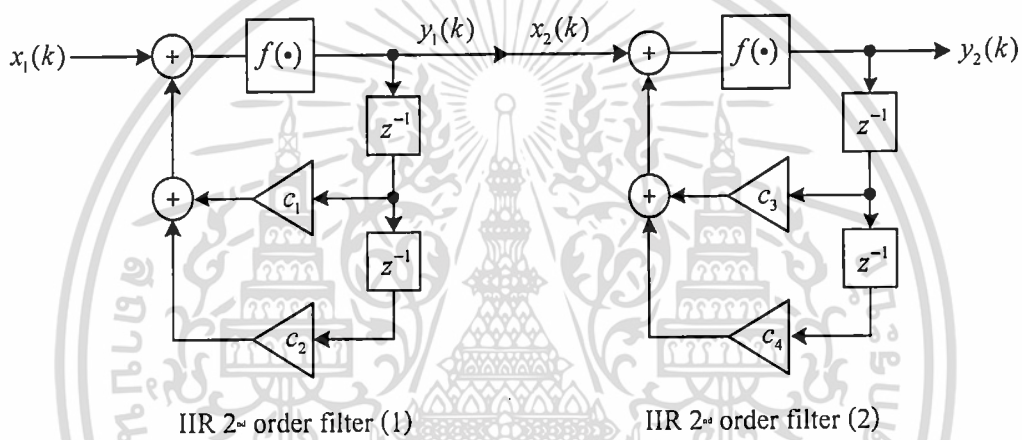 x₁(k) + f(•) y₁(k) x₂(k) + f(•) y₂(k)
z⁻¹ z⁻¹
+ c₁ + c₃
z⁻¹ z⁻¹
c₂ c₄
IIR 2ⁿᵈ order filter (1) IIR 2ⁿᵈ order filter (2)